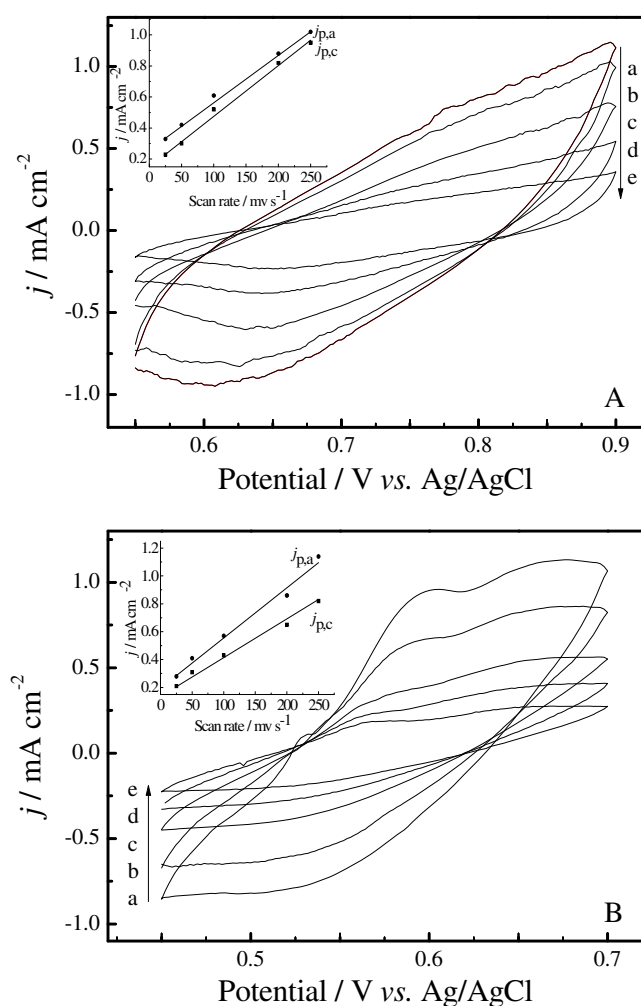 j / mA cm-2
1.0
0.5
0.0
-0.5
-1.0
0.6 0.7 0.8 0.9
Potential / V vs. Ag/AgCl
A
a
b
c
d
e
j / mA cm-2
1.0
0.8
0.6
0.4
0.2
0 50 100 150 200 250
Scan rate / mv s-1
jp,a
jp,c
j / mA cm-2
1.0
0.5
0.0
-0.5
-1.0
0.5 0.6 0.7
Potential / V vs. Ag/AgCl
B
e
d
c
b
a
j / mA cm-2
1.2
1.0
0.8
0.6
0.4
0.2
0 50 100 150 200 250
Scan rate / mv s-1
jp,a
jp,c